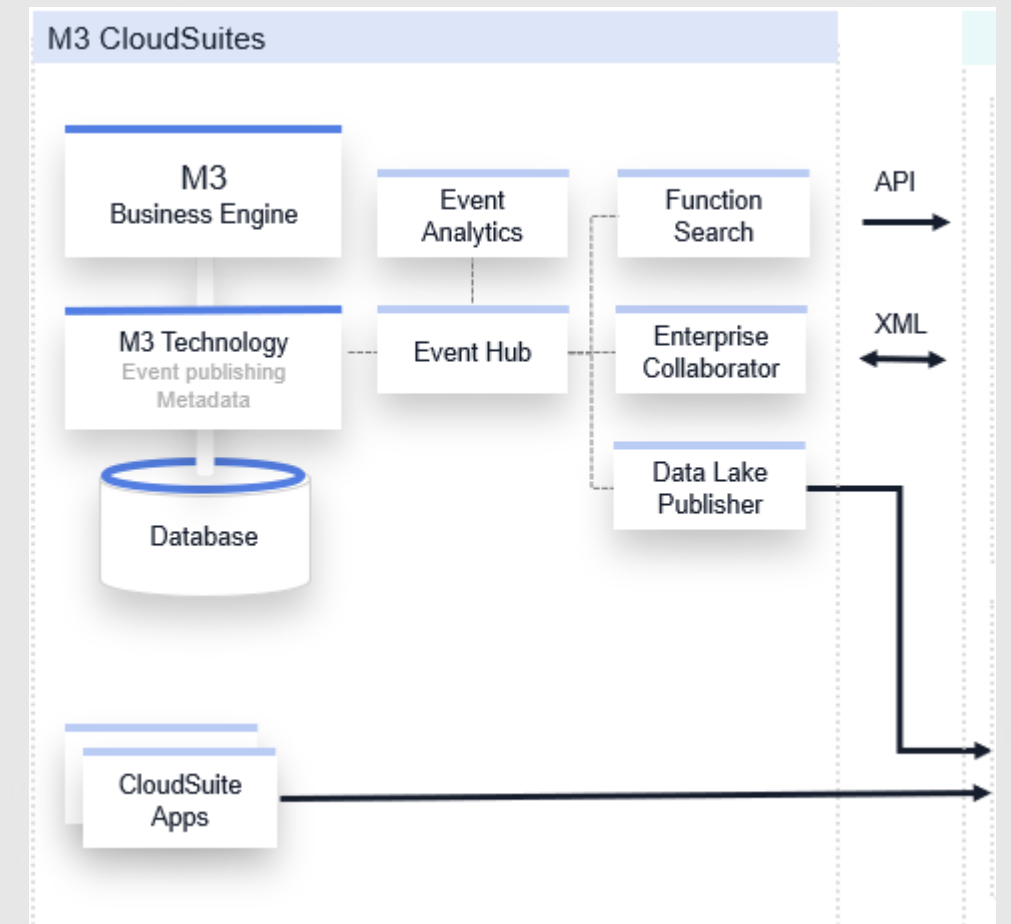 M3 CloudSuites
M3
Business Engine
Event
Analytics
Function
Search
API
M3 Technology
Event publishing
Metadata
Event Hub
Enterprise
Collaborator
XML
Data Lake
Publisher
Database
CloudSuite
Apps